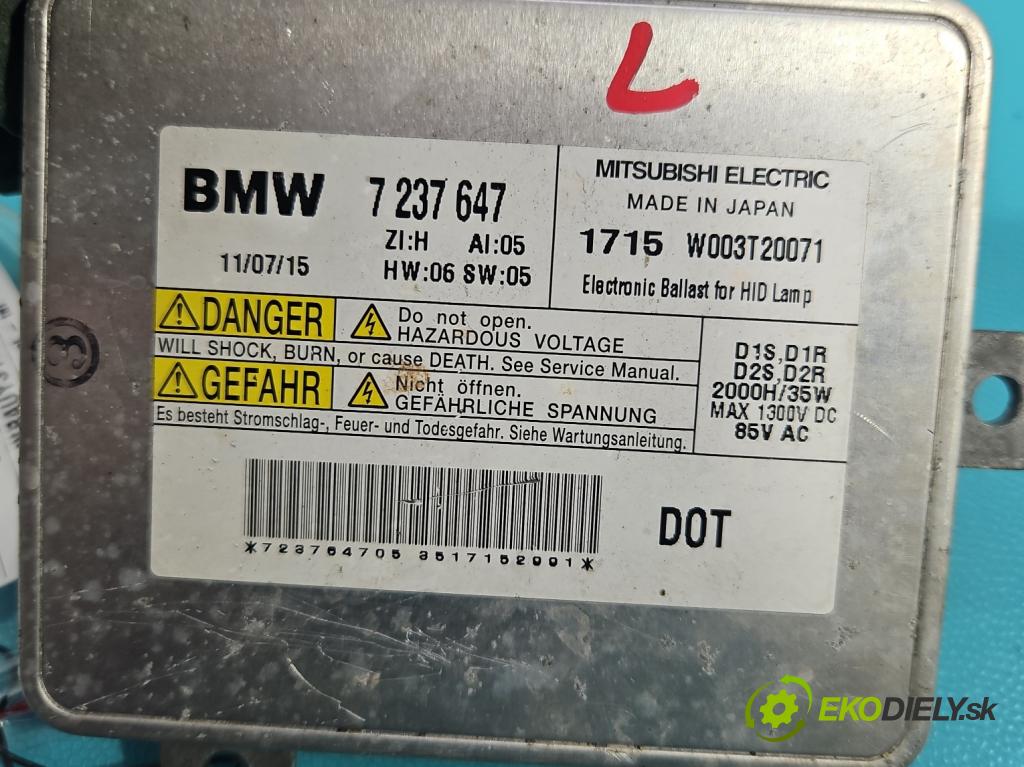 L
BMW 7 237 647
ZI:H AI:05
11/07/15 HW:06 SW:05
MITSUBISHI ELECTRIC
MADE IN JAPAN
1715 W003T20071
Electronic Ballast for HID Lamp
DANGER Do not open.
HAZARDOUS VOLTAGE
WILL SHOCK, BURN, or cause DEATH. See Service Manual.
GEFAHR Nicht öffnen.
GEFÄHRLICHE SPANNUNG
Es besteht Stromschlag-, Feuer- und Todesgefahr. Siehe Wartungsanleitung.
D1S,D1R
D2S,D2R
2000H/35W
MAX 1300V DC
85V AC
*723764705 3517152001*
DOT
3
EKODIELY.sk